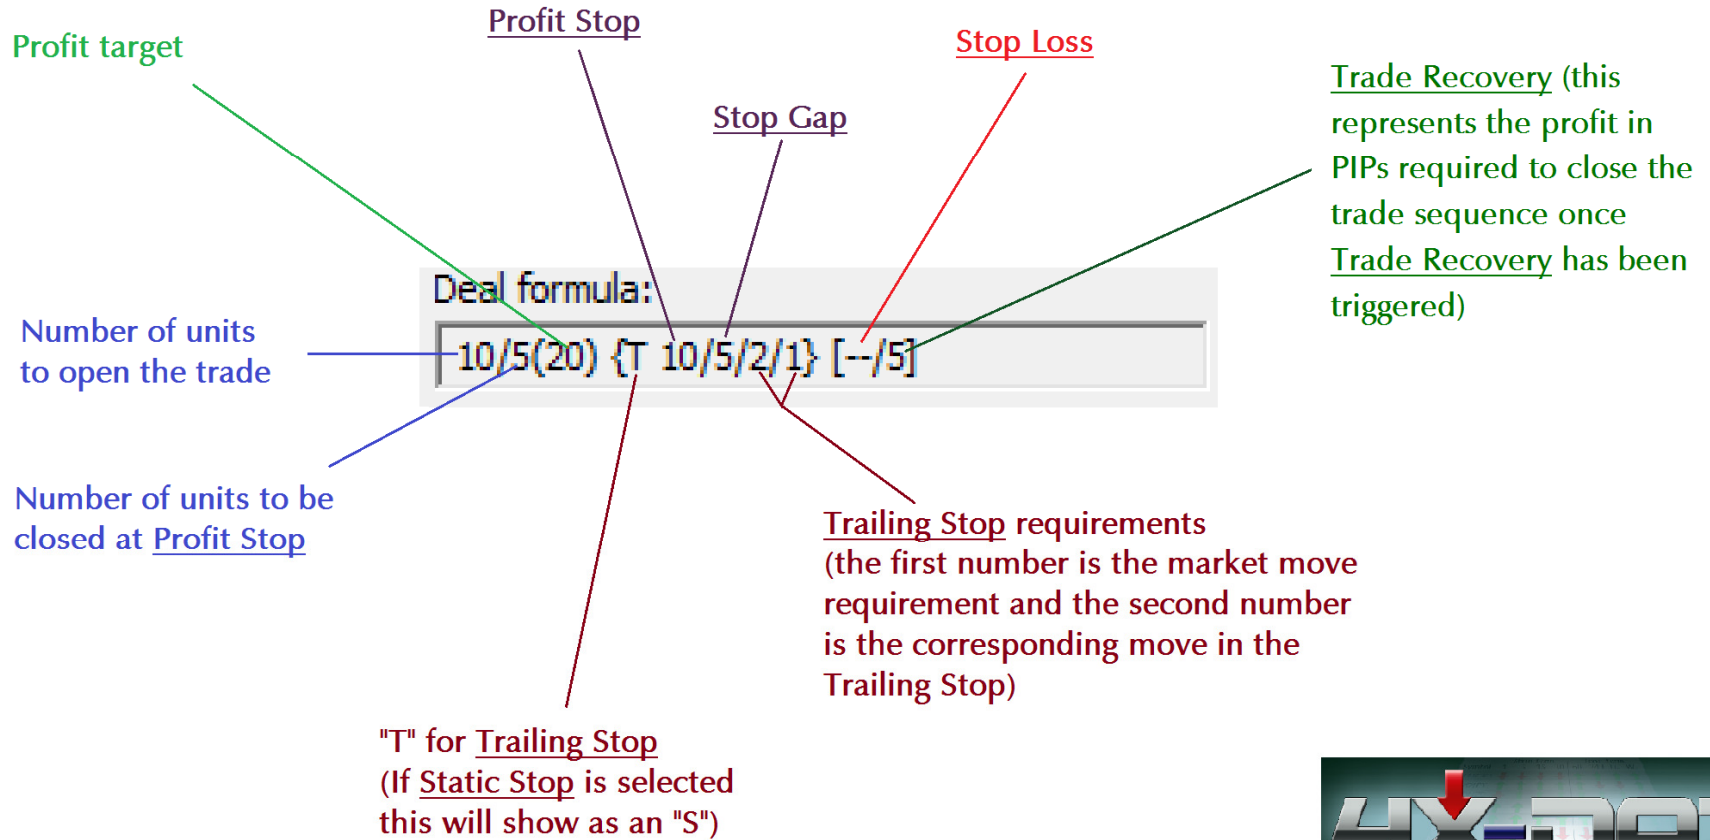 Profit Stop
Profit target
Stop Loss
Stop Gap
Trade Recovery (this
represents the profit in
PIPs required to close the
trade sequence once
Trade Recovery has been
triggered)
Deal formula:
10/5(20) {T 10/5/2/1} [--/5]
Number of units
to open the trade
Number of units to be
closed at Profit Stop
Trailing Stop requirements
(the first number is the market move
requirement and the second number
is the corresponding move in the
Trailing Stop)
"T" for Trailing Stop
(If Static Stop is selected
this will show as an "S")